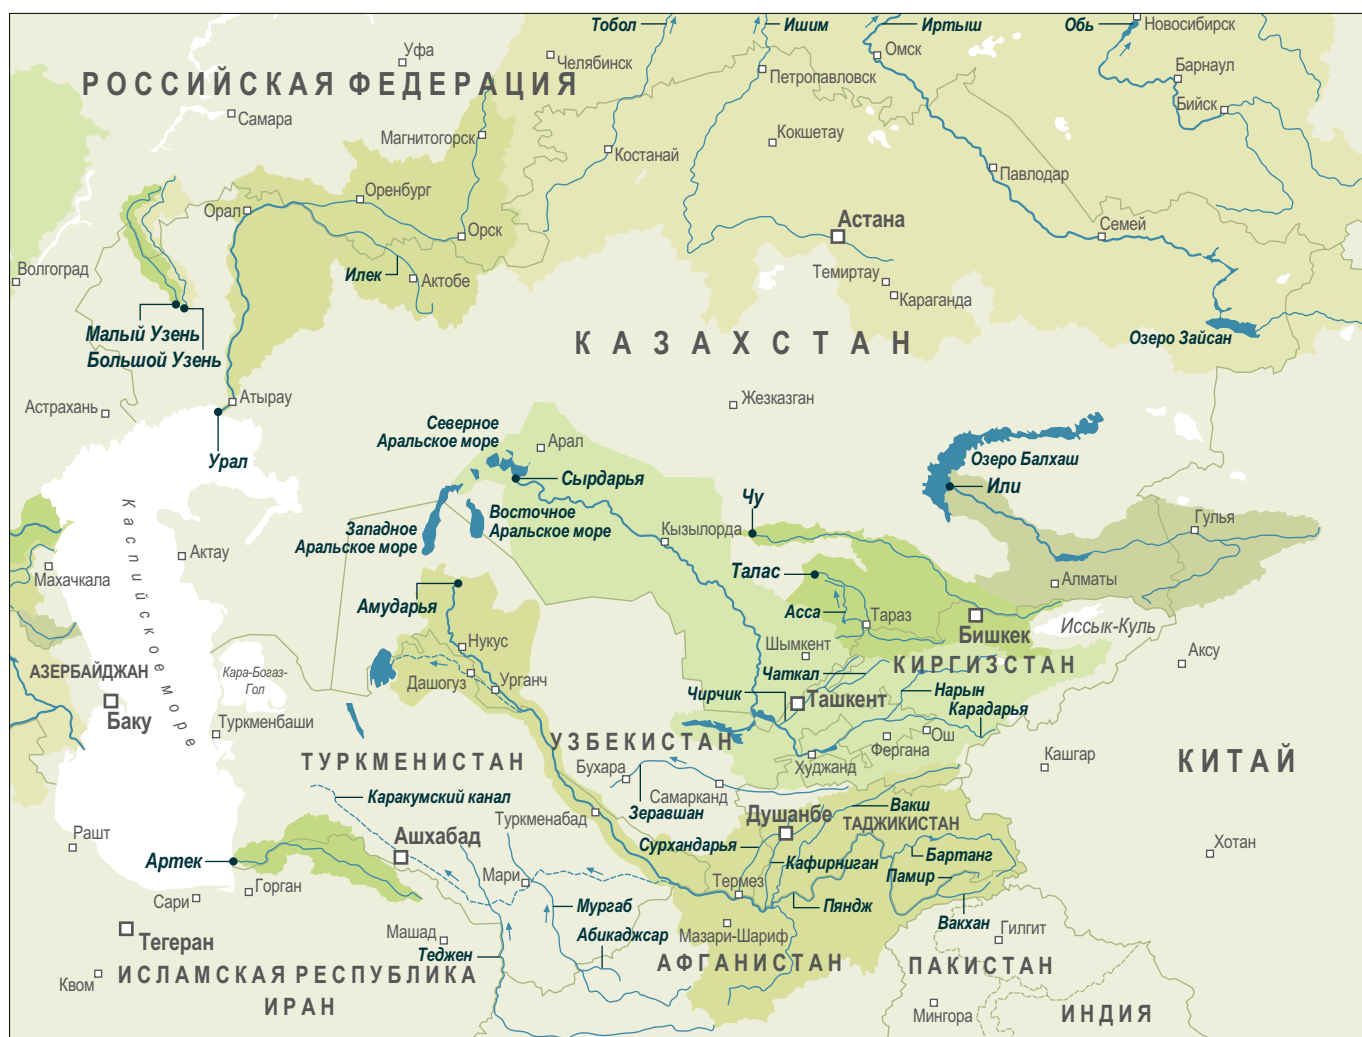 Тобол
Ишим
Иртыш
Обь
Новосибирск
Уфа
Челябинск
Омск
РОССИЙСКАЯ ФЕДЕРАЦИЯ
Петропавловск
Барнаул
Бийск
Самара
Магнитогорск
Кокшетау
Костанай
Павлодар
Оренбург
Орал
Орск
Астана
Семей
Волгоград
Илек
Актобе
Темиртау
Караганда
Малый Узень
Большой Узень
КАЗАХСТАН
Озеро Зайсан
Астрахань
Атырау
Жезказган
Урал
Северное
Аральское море
Арал
Озеро Балхаш
Сырдарья
Или
Чу
Каспийское море
Западное
Аральское море
Восточное
Аральское море
Кызылорда
Гулья
Актау
Махачкала
Талас
Алматы
Амударья
Асса
Тараз
Бишкек
Иссык-Куль
Нукус
Шымкент
КИРГИЗСТАН
Аксу
АЗЕРБАЙДЖАН
Кара-Богаз-
Гол
Дашогуз
Урганч
Чаткал
Чирчик
Ташкент
Нарын
Карадарья
Баку
Туркменбаши
Ош
Фергана
УЗБЕКИСТАН
Худжанд
Кашгар
КИТАЙ
ТУРКМЕНИСТАН
Бухара
Самарканд
Каракумский канал
Зеравшан
Туркменабад
Душанбе
Вакш
ТАДЖИКИСТАН
Рашт
Ашхабад
Сурхандарья
Кафирниган
Бартанг
Хотан
Артек
Памир
Мари
Термез
Горган
Сари
Мургаб
Пяндж
Вакхан
Гилгит
Тегеран
Машад
Абикаджсар
Мазари-Шариф
Теджен
АФГАНИСТАН
ПАКИСТАН
Квом
ИСЛАМСКАЯ РЕСПУБЛИКА
ИРАН
Мингора
ИНДИЯ